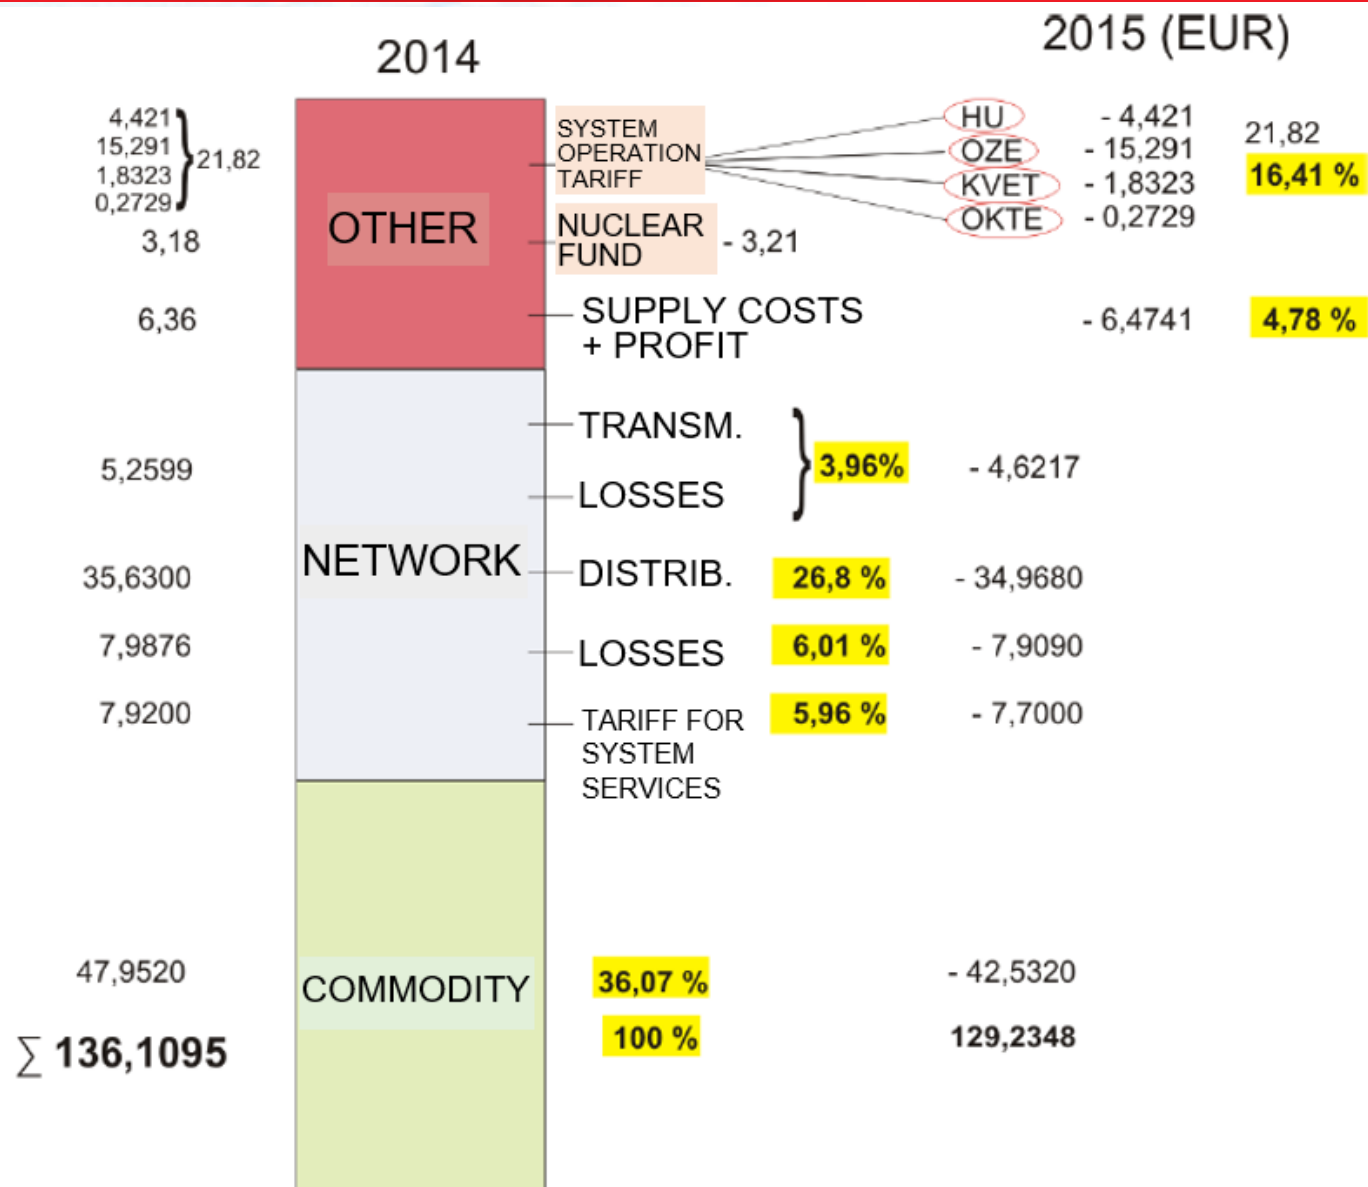 2014
2015 (EUR)
4,421
15,291
1,8323
0,2729
21,82
3,18
6,36
5,2599
35,6300
7,9876
7,9200
47,9520
∑ 136,1095
OTHER
NETWORK
COMMODITY
SYSTEM
OPERATION
TARIFF
NUCLEAR
FUND
- 3,21
SUPPLY COSTS
+ PROFIT
TRANSM.
LOSSES
3,96%
- 4,6217
DISTRIB.
26,8 %
- 34,9680
LOSSES
6,01 %
- 7,9090
TARIFF FOR
SYSTEM
SERVICES
5,96 %
- 7,7000
36,07 %
- 42,5320
100 %
129,2348
HU - 4,421
OZE - 15,291
KVET - 1,8323
OKTE - 0,2729
21,82
16,41 %
- 6,4741
4,78 %